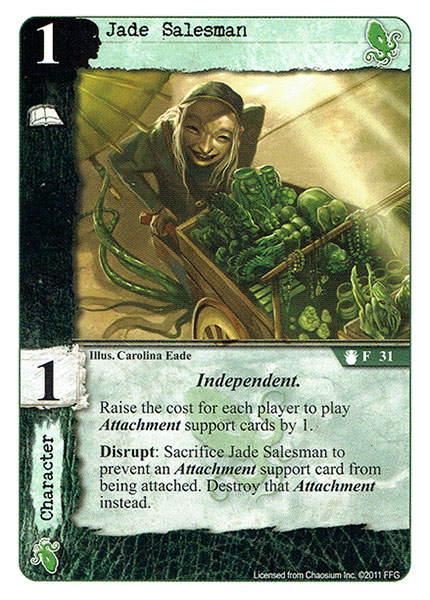 1
Jade Salesman
Illus. Carolina Eade
F 31
1
Independent.
Raise the cost for each player to play
Attachment support cards by 1.
Disrupt: Sacrifice Jade Salesman to
prevent an Attachment support card from
being attached. Destroy that Attachment
instead.
Character
Licensed from Chaosium Inc. ©2011 FFG